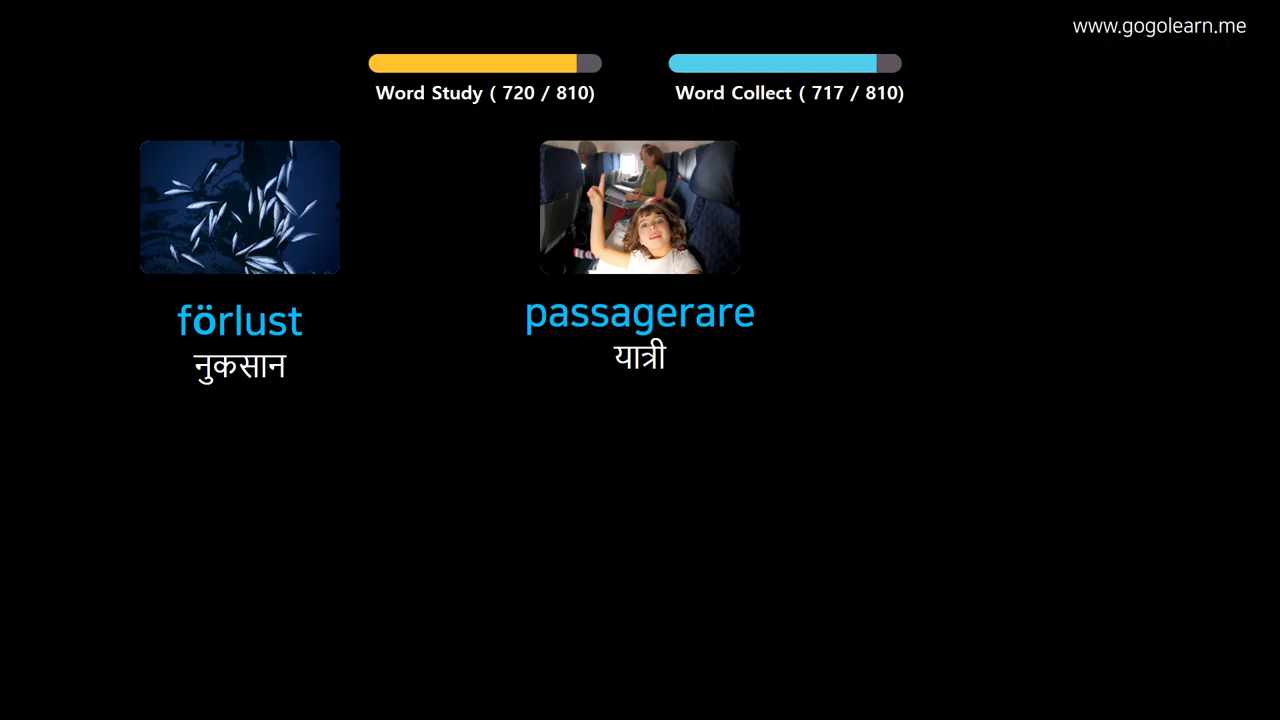 www.gogolearn.me
Word Study ( 720 / 810)
Word Collect ( 717 / 810)
förlust
नुकसान
passagerare
यात्री